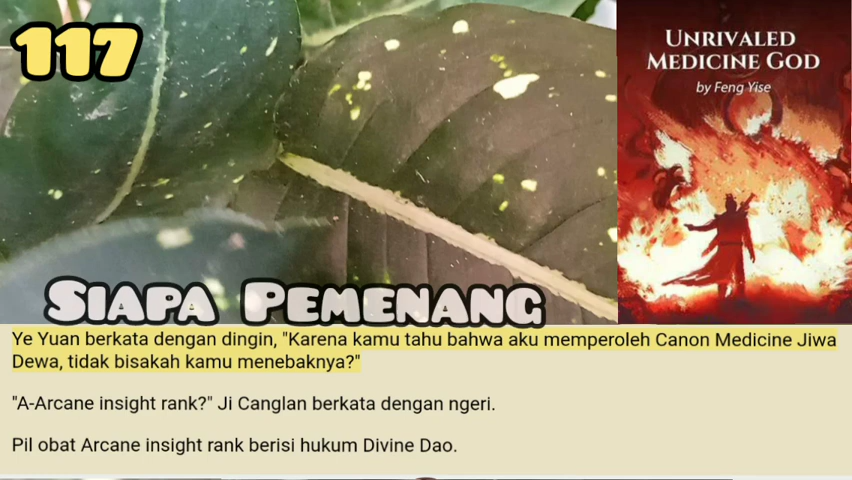 117
UNRIVALED
MEDICINE GOD
by Feng Yise
SIAPA PEMENANG
Ye Yuan berkata dengan dingin, "Karena kamu tahu bahwa aku memperoleh Canon Medicine Jiwa
Dewa, tidak bisakah kamu menebaknya?"
"A-Arcane insight rank?" Ji Canglan berkata dengan ngeri.
Pil obat Arcane insight rank berisi hukum Divine Dao.